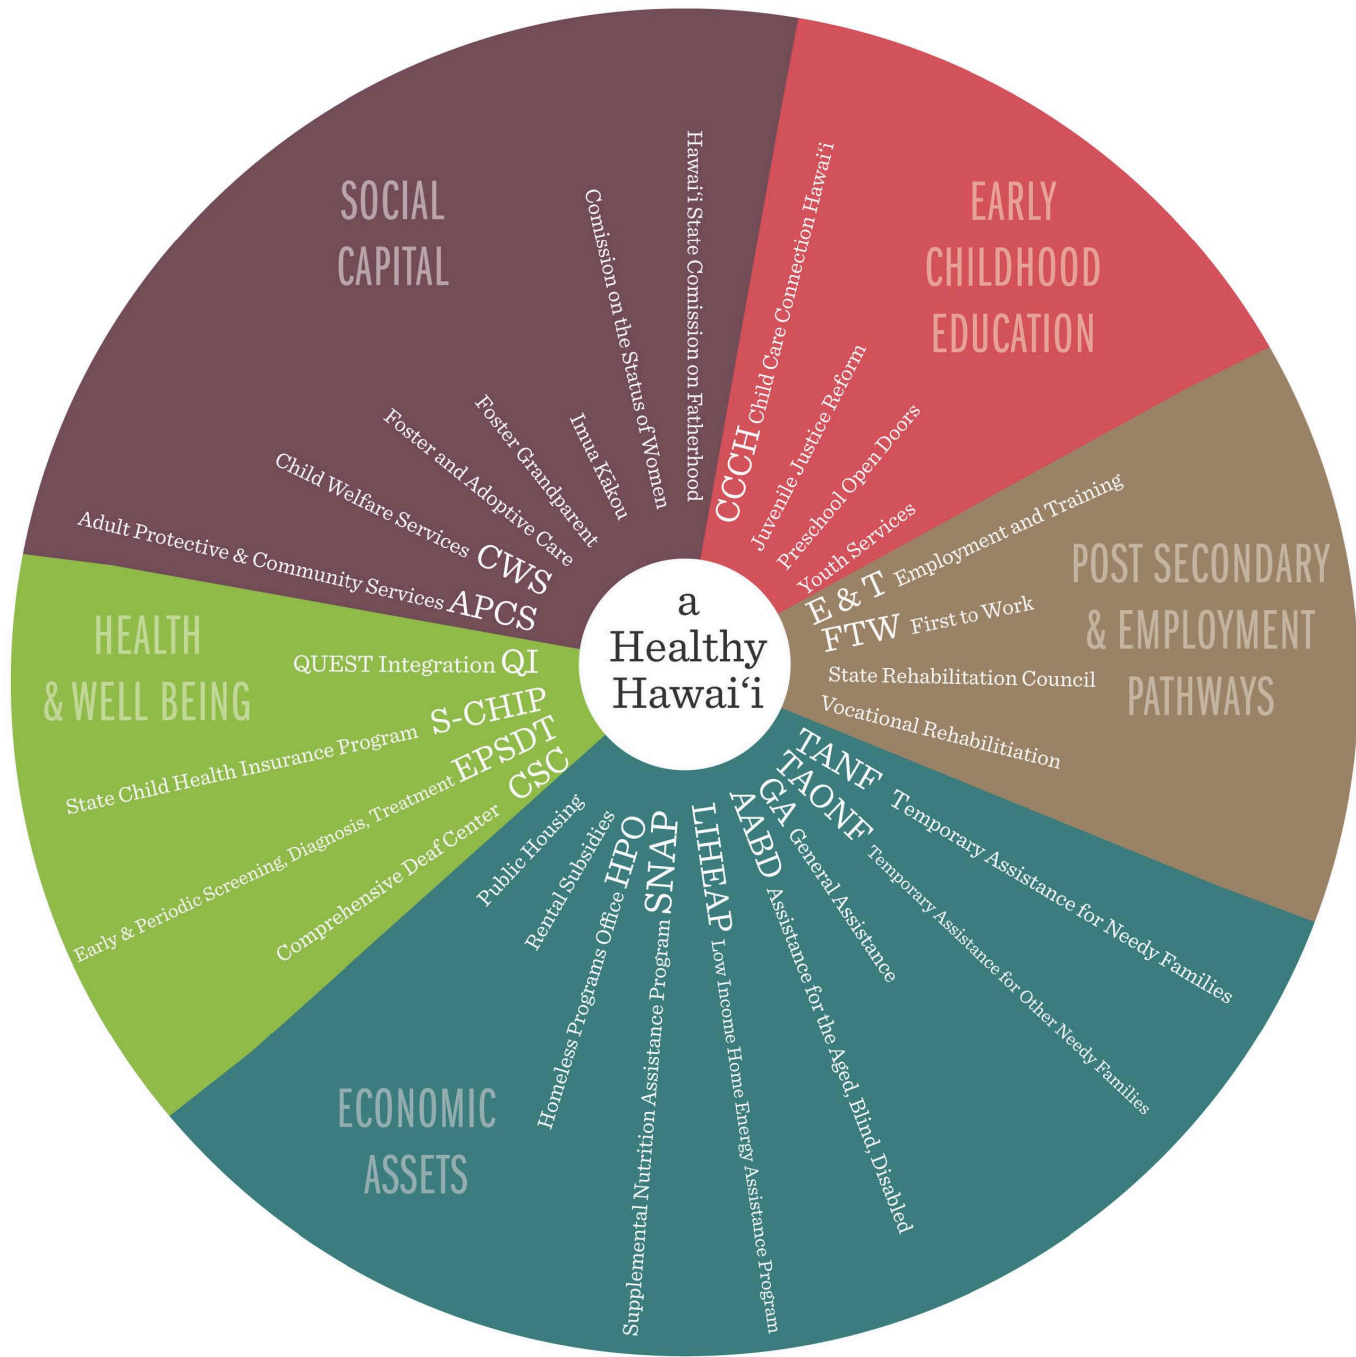 SOCIAL
CAPITAL
Adult Protective & Community Services APCS
Child Welfare Services CWS
Foster and Adoptive Care
Foster Grandparent
Imua Kākou
Comission on the Status of Women
Hawai‘i State Comission on Fatherhood
EARLY
CHILDHOOD
EDUCATION
CCCH Child Care Connection Hawai‘i
Juvenile Justice Reform
Preschool Open Doors
Youth Services
POST SECONDARY
& EMPLOYMENT
PATHWAYS
E & T Employment and Training
FTW First to Work
State Rehabilitation Council
Vocational Rehabilitiation
a
Healthy
Hawai‘i
HEALTH
& WELL BEING
QUEST Integration QI
State Child Health Insurance Program S-CHIP
Early & Periodic Screening, Diagnosis, Treatment EPSDT
Comprehensive Deaf Center CSC
ECONOMIC
ASSETS
Public Housing
Rental Subsidies
Homeless Programs Office HPO
Supplemental Nutrition Assistance Program SNAP
LIHEAP Low Income Home Energy Assistance Program
AABD Assistance for the Aged, Blind, Disabled
GA General Assistance
TAONF Temporary Assistance for Other Needy Families
TANF Temporary Assistance for Needy Families